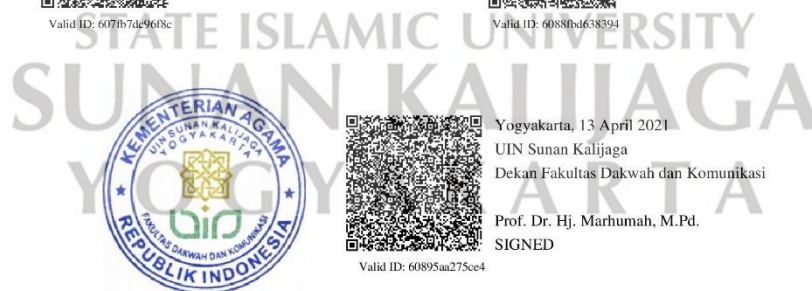 Valid ID: 607fb7dc96f8c
Valid ID: 6088fbd638394
STATE ISLAMIC UNIVERSITY
SUNAN KALIJAGA
YOGYAKARTA
KEMENTERIAN AGAMA
UIN SUNAN KALIJAGA
YOGYAKARTA
FAKULTAS DAKWAH DAN KOMUNIKASI
REPUBLIK INDONESIA
Yogyakarta, 13 April 2021
UIN Sunan Kalijaga
Dekan Fakultas Dakwah dan Komunikasi
Prof. Dr. Hj. Marhumah, M.Pd.
SIGNED
Valid ID: 60895aa275ce4